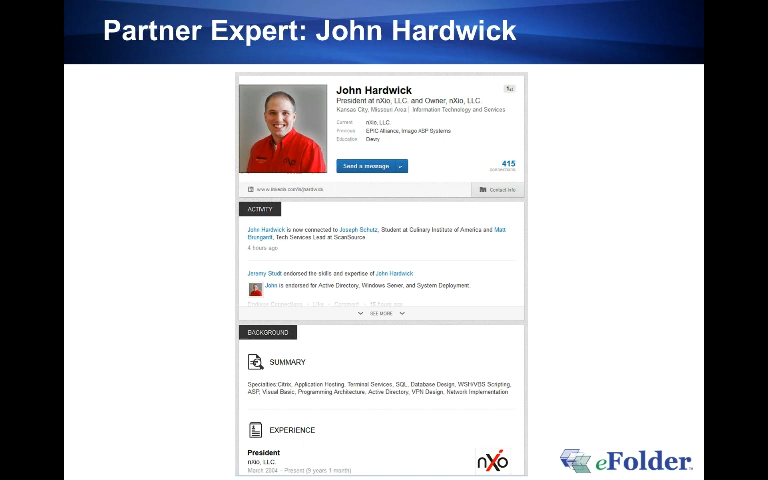 Partner Expert: John Hardwick
John Hardwick
President at nXio, LLC, and Owner, nXio, LLC
Kansas City, Missouri Area | Information Technology and Services
Current nXio, LLC.
Previous EPIC Alliance, Imago ASP Systems
Education Devry
Send a message
415
connections
www.linkedin.com/in/jhardwick
Contact Info
ACTIVITY
John Hardwick is now connected to Joseph Schutz, Student at Culinary Institute of America and Matt
Brungardt, Tech Services Lead at ScanSource
4 hours ago
Jeremy Studt endorsed the skills and expertise of John Hardwick
John is endorsed for Active Directory, Windows Server, and System Deployment.
SEE MORE
BACKGROUND
SUMMARY
Specialties:Citrix, Application Hosting, Terminal Services, SQL, Database Design, WSH/VBS Scripting,
ASP, Visual Basic, Programming Architecture, Active Directory, VPN Design, Network Implementation
EXPERIENCE
President
nXio, LLC.
March 2004 – Present (9 years 1 month)
nXio
eFolder